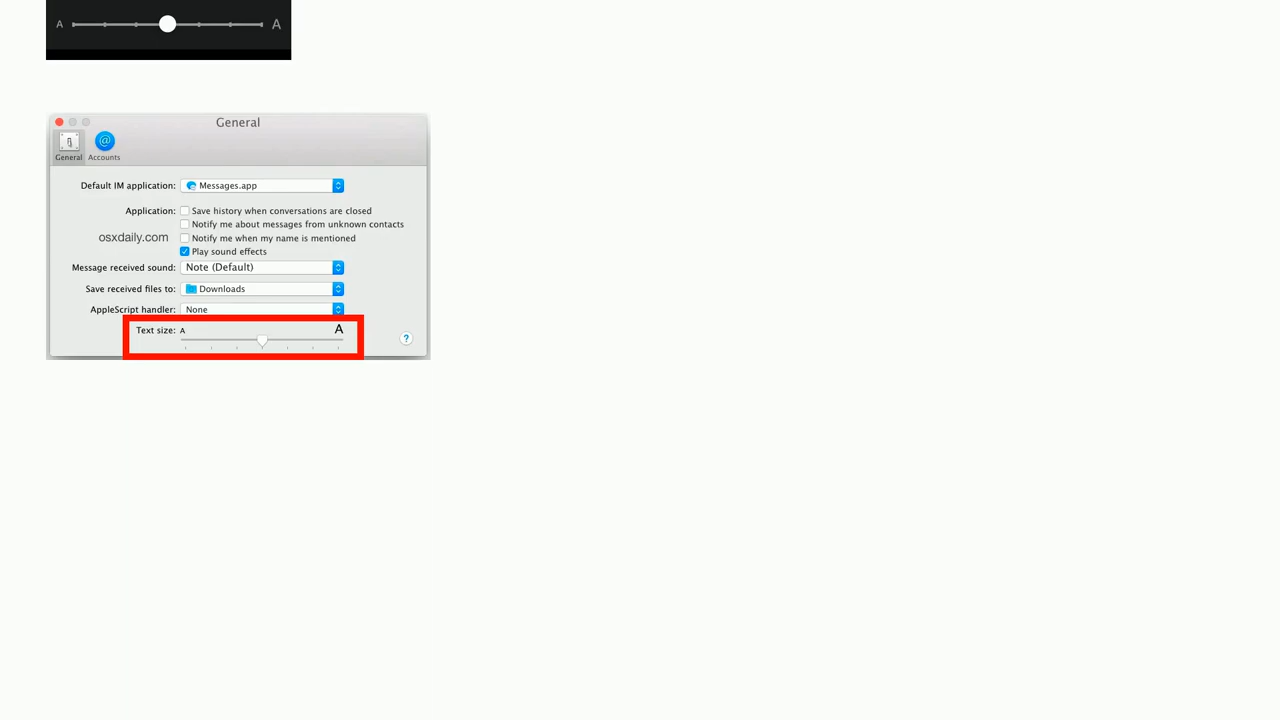 A A
General
General Accounts
Default IM application: Messages.app
Application: Save history when conversations are closed
Notify me about messages from unknown contacts
osxdaily.com Notify me when my name is mentioned
Play sound effects
Message received sound: Note (Default)
Save received files to: Downloads
AppleScript handler: None
Text size: A A
?